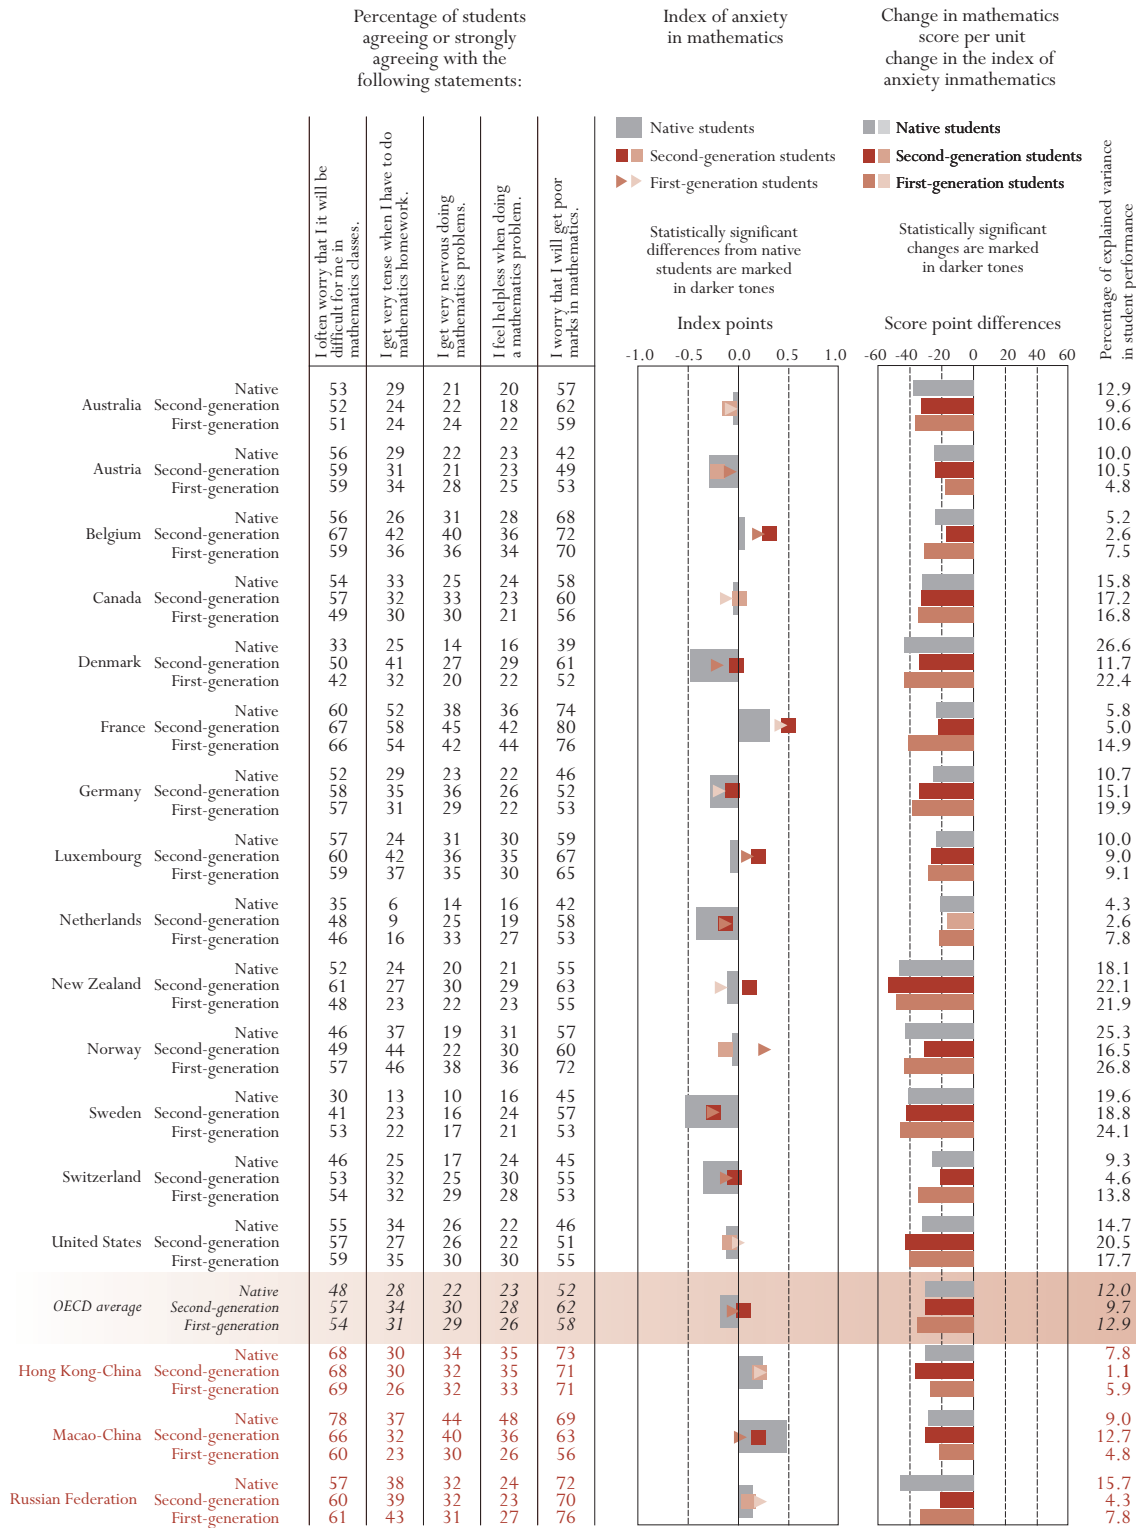 Percentage of students
agreeing or strongly
agreeing with the
following statements:
Index of anxiety
in mathematics
Change in mathematics
score per unit
change in the index of
anxiety inmathematics
I often worry that I it will be
difficult for me in
mathematics classes.
I get very tense when I have to do
mathematics homework.
I get very nervous doing
mathematics problems.
I feel helpless when doing
a mathematics problem.
I worry that I will get poor
marks in mathematics.
Native students
Second-generation students
First-generation students
Statistically significant
differences from native
students are marked
in darker tones
Index points
-1.0 -0.5 0.0 0.5 1.0
Native students
Second-generation students
First-generation students
Statistically significant
changes are marked
in darker tones
Score point differences
-60 -40 -20 0 20 40 60
Percentage of explained variance
in student performance
Native 53 29 21 20 57 12.9
Australia Second-generation 52 24 22 18 62 9.6
First-generation 51 24 24 22 59 10.6
Native 56 29 22 23 42 10.0
Austria Second-generation 59 31 21 23 49 10.5
First-generation 59 34 28 25 53 4.8
Native 56 26 31 28 68 5.2
Belgium Second-generation 67 42 40 36 72 2.6
First-generation 59 36 36 34 70 7.5
Native 54 33 25 24 58 15.8
Canada Second-generation 57 32 33 23 60 17.2
First-generation 49 30 30 21 56 16.8
Native 33 25 14 16 39 26.6
Denmark Second-generation 50 41 27 29 61 11.7
First-generation 42 32 20 22 52 22.4
Native 60 52 38 36 74 5.8
France Second-generation 67 58 45 42 80 5.0
First-generation 66 54 42 44 76 14.9
Native 52 29 23 22 46 10.7
Germany Second-generation 58 35 36 26 52 15.1
First-generation 57 31 29 22 53 19.9
Native 57 24 31 30 59 10.0
Luxembourg Second-generation 60 42 36 35 67 9.0
First-generation 59 37 35 30 65 9.1
Native 35 6 14 16 42 4.3
Netherlands Second-generation 48 9 25 19 58 2.6
First-generation 46 16 33 27 53 7.8
Native 52 24 20 21 55 18.1
New Zealand Second-generation 61 27 30 29 63 22.1
First-generation 48 23 22 23 55 21.9
Native 46 37 19 31 57 25.3
Norway Second-generation 49 44 22 30 60 16.5
First-generation 57 46 38 36 72 26.8
Native 30 13 10 16 45 19.6
Sweden Second-generation 41 23 16 24 57 18.8
First-generation 53 22 17 21 53 24.1
Native 46 25 17 24 45 9.3
Switzerland Second-generation 53 32 25 30 55 4.6
First-generation 54 32 29 28 53 13.8
Native 55 34 26 22 46 14.7
United States Second-generation 57 27 26 22 51 20.5
First-generation 59 35 30 30 55 17.7
Native 48 28 22 23 52 12.0
OECD average Second-generation 57 34 30 28 62 9.7
First-generation 54 31 29 26 58 12.9
Native 68 30 34 35 73 7.8
Hong Kong-China Second-generation 68 30 32 35 71 1.1
First-generation 69 26 32 33 71 5.9
Native 78 37 44 48 69 9.0
Macao-China Second-generation 66 32 40 36 63 12.7
First-generation 60 23 30 26 56 4.8
Native 57 38 32 24 72 15.7
Russian Federation Second-generation 60 39 32 23 70 4.3
First-generation 61 43 31 27 76 7.8